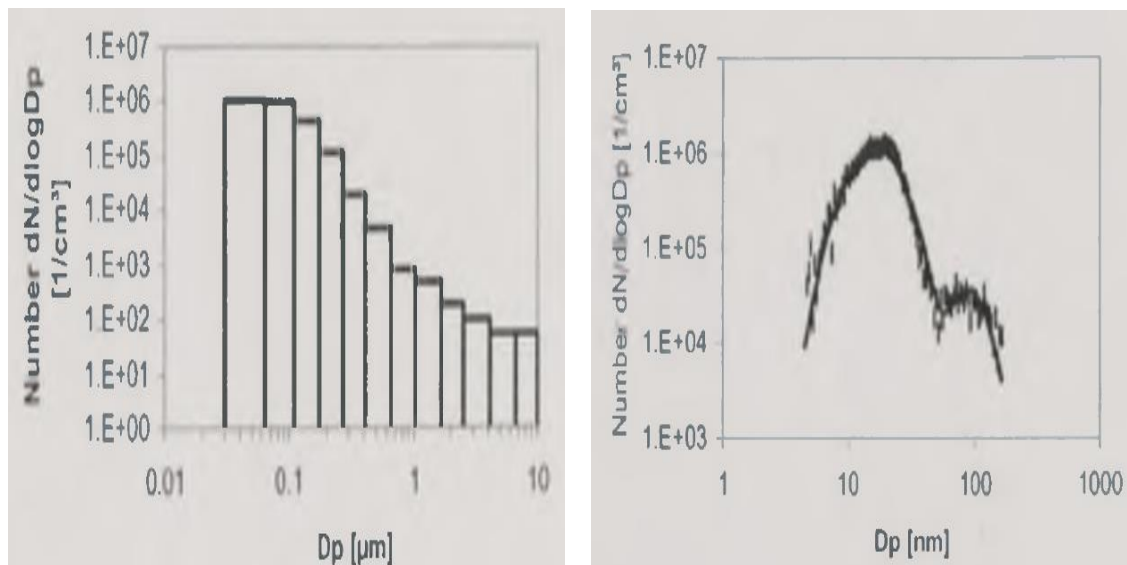 Number dN/dlogDp
[1/cm³]
1.E+07
1.E+06
1.E+05
1.E+04
1.E+03
1.E+02
1.E+01
1.E+00
0.01
0.1
1
10
Dp [µm]
Number dN/dlogDp [1/cm³]
1.E+07
1.E+06
1.E+05
1.E+04
1.E+03
1
10
100
1000
Dp [nm]